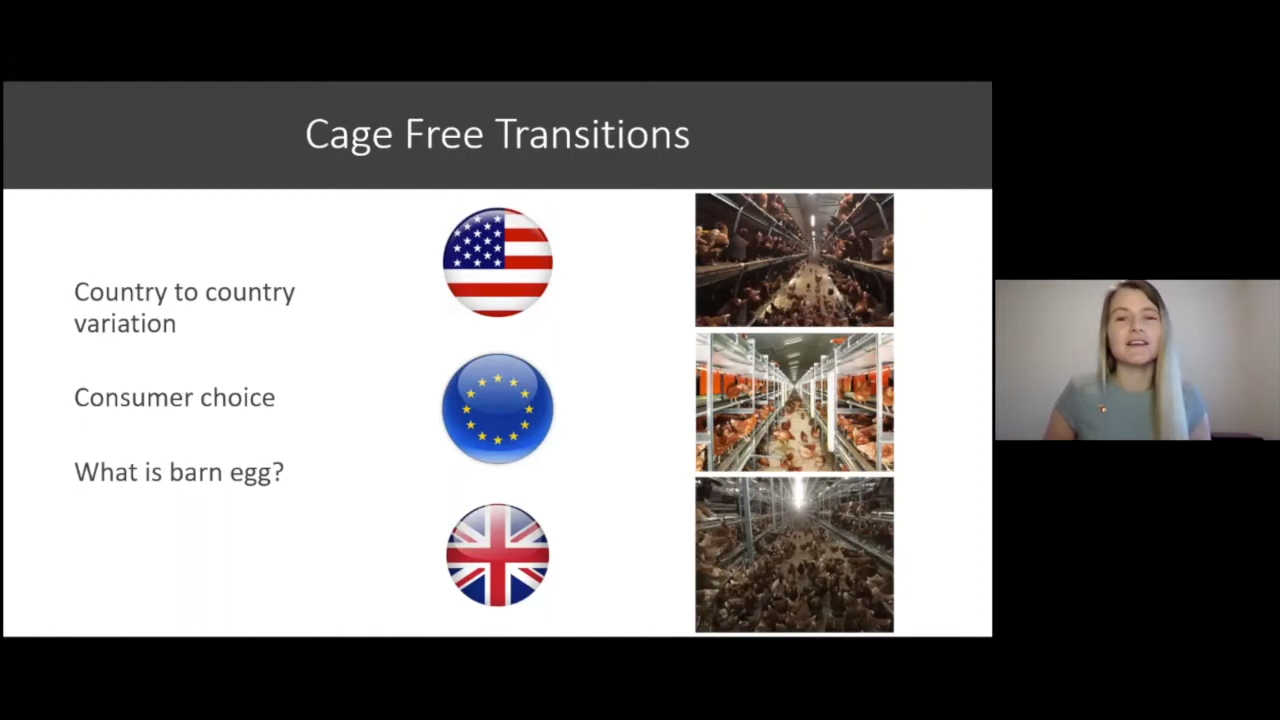 Cage Free Transitions
Country to country
variation
Consumer choice
What is barn egg?